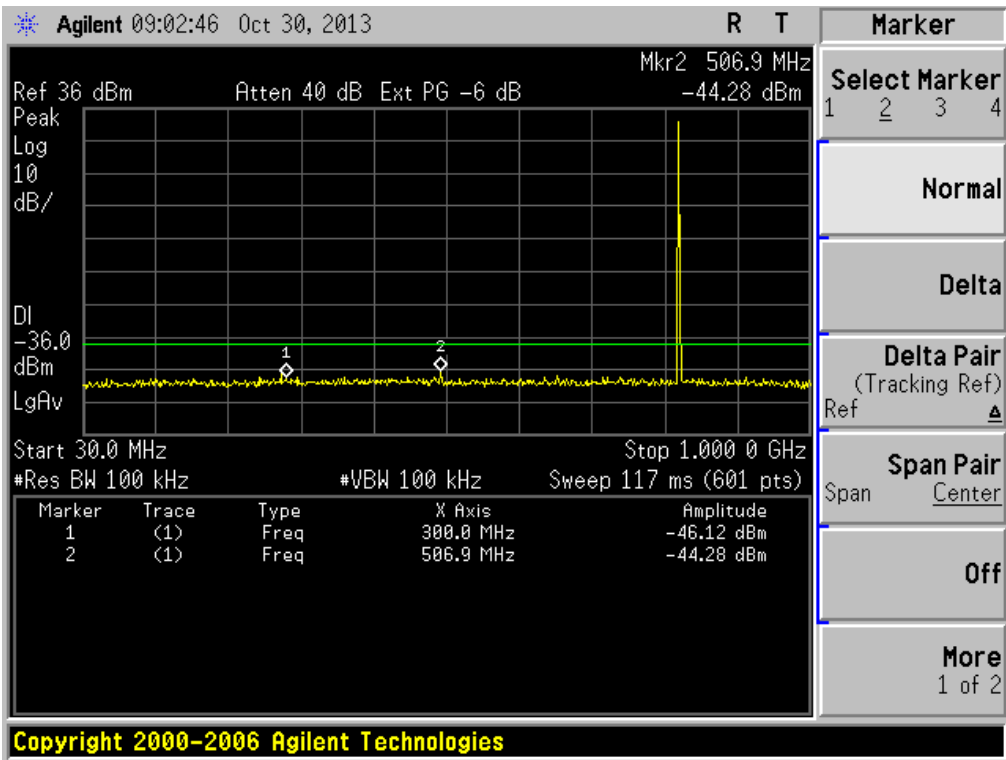 Agilent 09:02:46 Oct 30, 2013 R T
Mkr2 506.9 MHz
Ref 36 dBm Atten 40 dB Ext PG -6 dB -44.28 dBm
Peak
Log
10
dB/
DI
-36.0
dBm
LgAv
1
2
Start 30.0 MHz Stop 1.000 0 GHz
#Res BW 100 kHz #VBW 100 kHz Sweep 117 ms (601 pts)
Marker Trace Type X Axis Amplitude
1 (1) Freq 300.0 MHz -46.12 dBm
2 (1) Freq 506.9 MHz -44.28 dBm
Marker
Select Marker
1 2 3 4
Normal
Delta
Delta Pair
(Tracking Ref)
Ref Δ
Span Pair
Span Center
Off
More
1 of 2
Copyright 2000-2006 Agilent Technologies